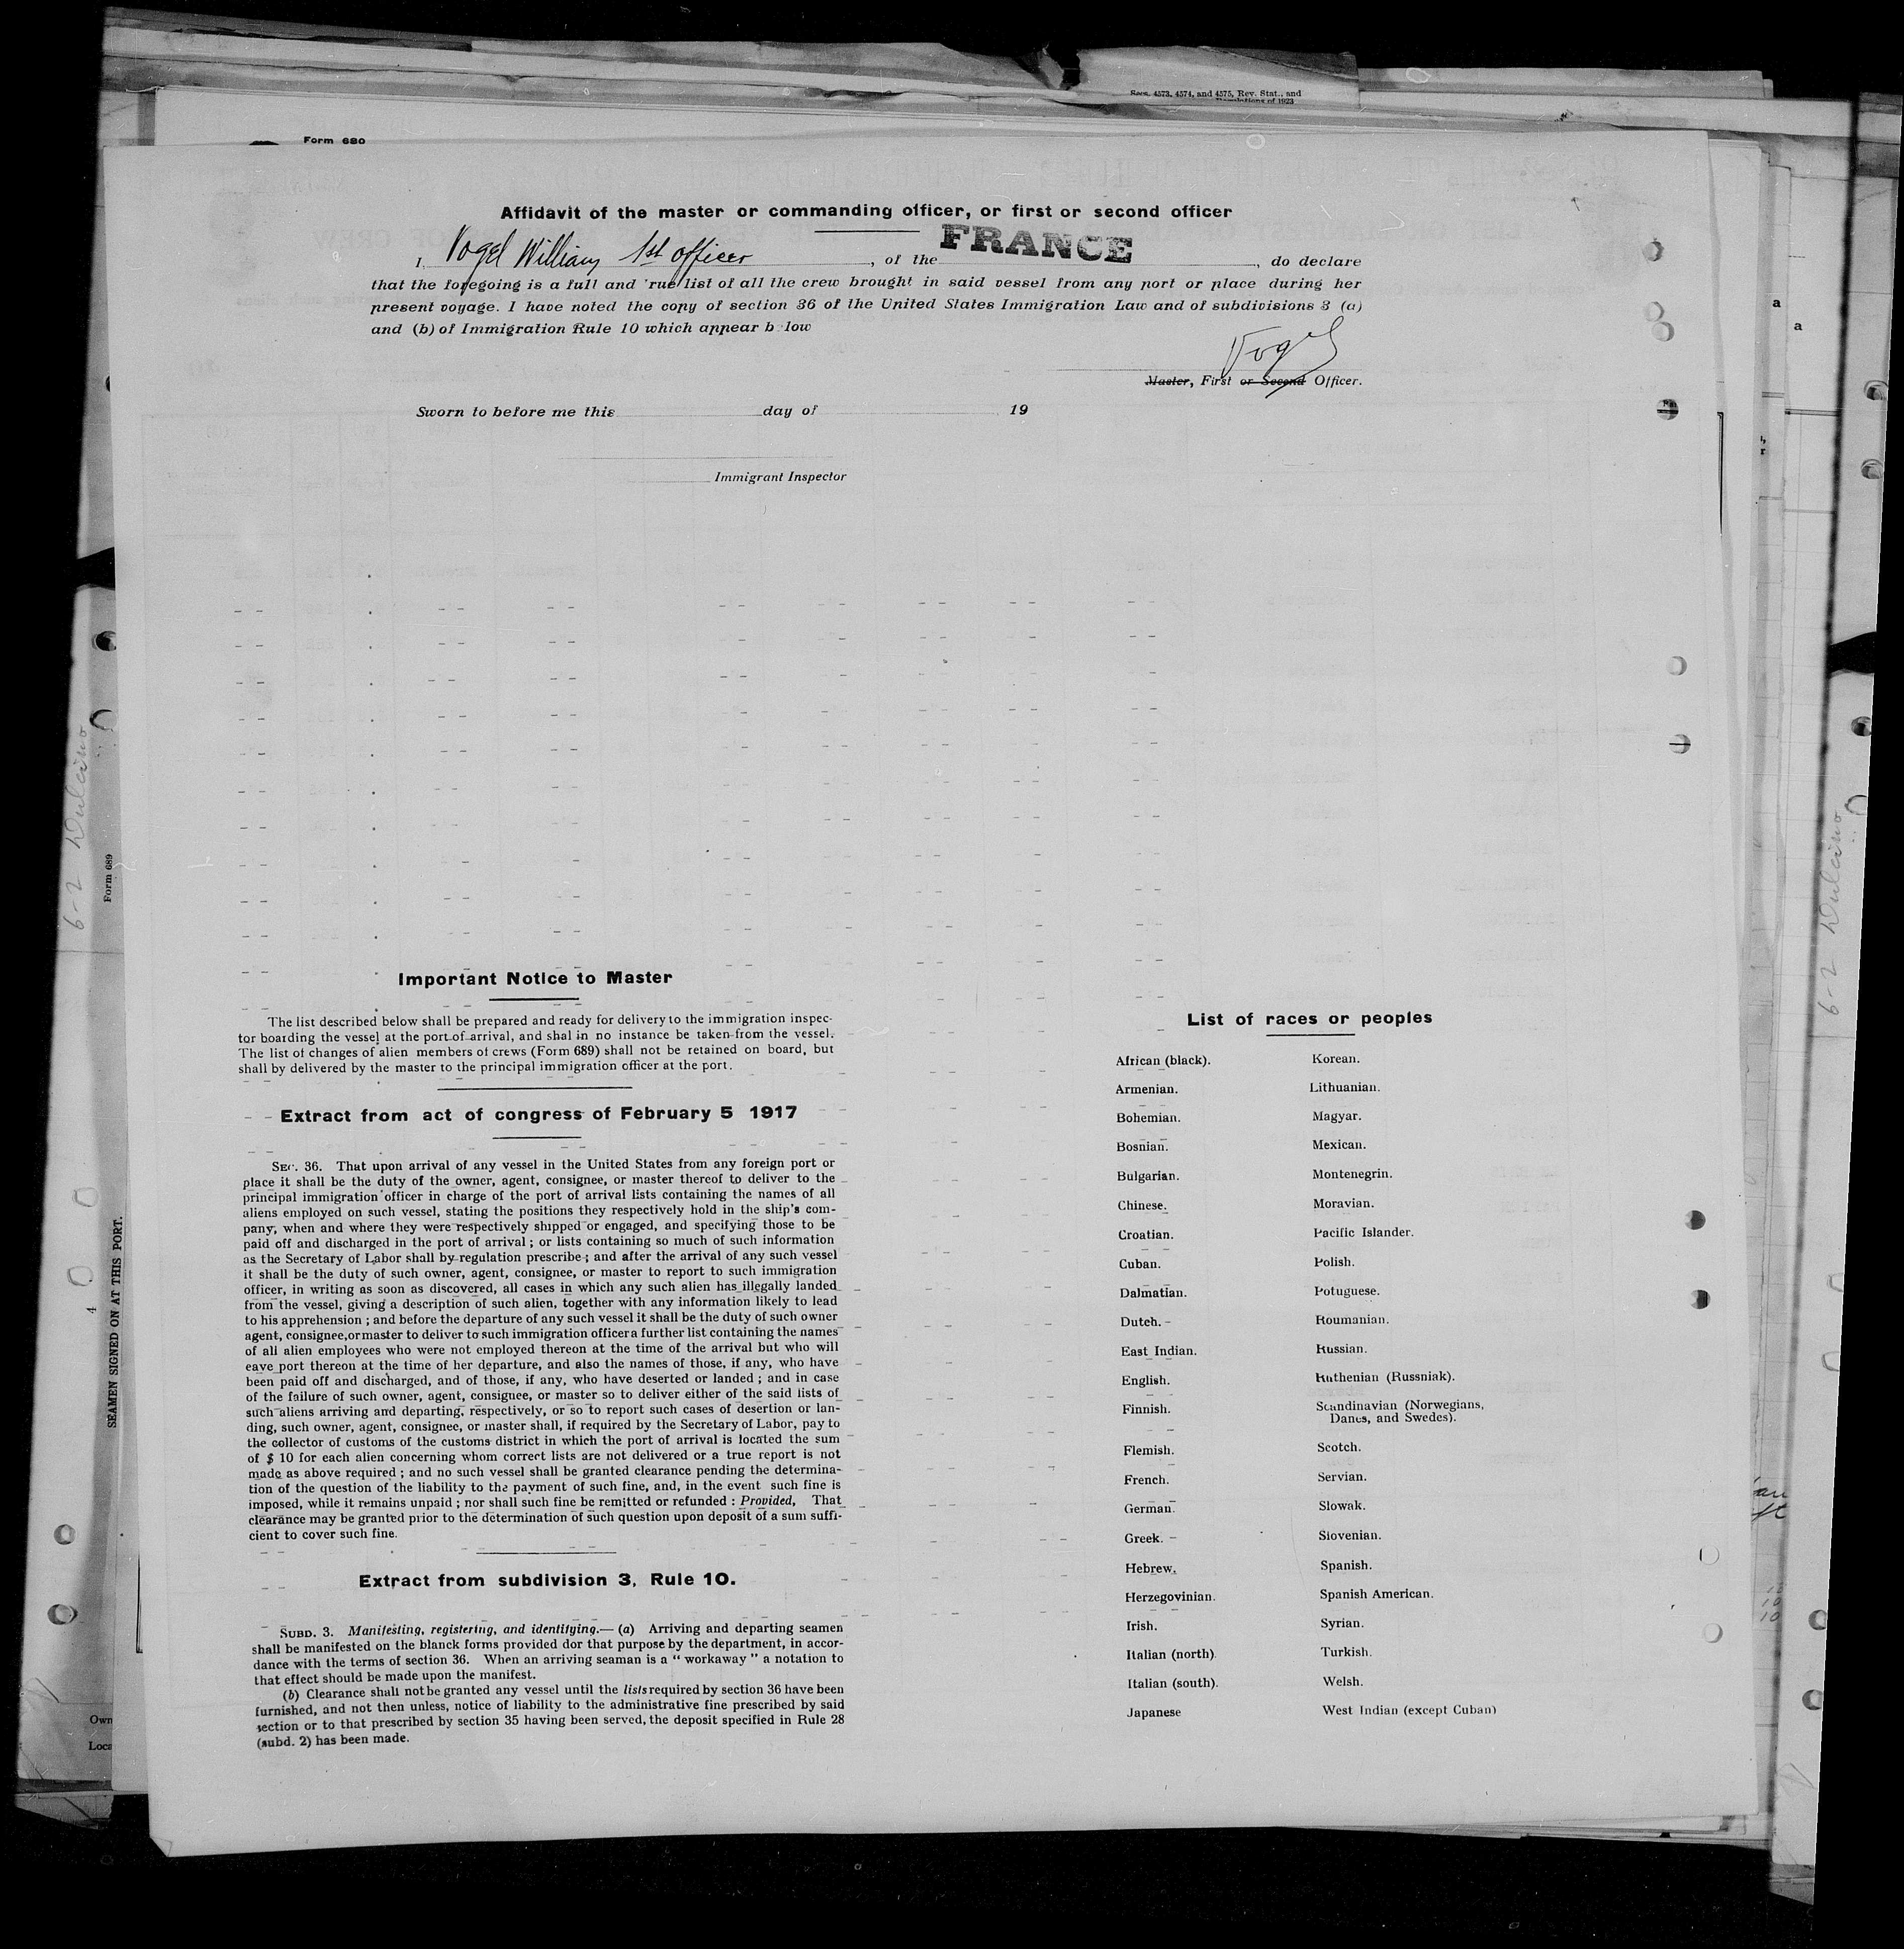 Secs. 4573, 4574, and 4575, Rev. Stat., and
Regulations of 1923
Form 680
Affidavit of the master or commanding officer, or first or second officer
I, Vogel William 1st officer, of the FRANCE, do declare
that the foregoing is a full and 'rue list of all the crew brought in said vessel from any port or place during her
present voyage. I have noted the copy of section 36 of the United States Immigration Law and of subdivisions 3 (a)
and (b) of Immigration Rule 10 which appear b low
Vogel
Master, First or Second Officer.
Sworn to before me this day of 19
Immigrant Inspector
Important Notice to Master
The list described below shall be prepared and ready for delivery to the immigration inspec-
tor boarding the vessel at the port of arrival, and shal in no instance be taken from the vessel.
The list of changes of alien members of crews (Form 689) shall not be retained on board, but
shall by delivered by the master to the principal immigration officer at the port.
Extract from act of congress of February 5 1917
SEC. 36. That upon arrival of any vessel in the United States from any foreign port or
place it shall be the duty of the owner, agent, consignee, or master thereof to deliver to the
principal immigration officer in charge of the port of arrival lists containing the names of all
aliens employed on such vessel, stating the positions they respectively hold in the ship's com-
pany, when and where they were respectively shipped or engaged, and specifying those to be
paid off and discharged in the port of arrival; or lists containing so much of such information
as the Secretary of Labor shall by regulation prescribe; and after the arrival of any such vessel
it shall be the duty of such owner, agent, consignee, or master to report to such immigration
officer, in writing as soon as discovered, all cases in which any such alien has illegally landed
from the vessel, giving a description of such alien, together with any information likely to lead
to his apprehension ; and before the departure of any such vessel it shall be the duty of such owner
agent, consignee, or master to deliver to such immigration officer a further list containing the names
of all alien employees who were not employed thereon at the time of the arrival but who will
eave port thereon at the time of her departure, and also the names of those, if any, who have
been paid off and discharged, and of those, if any, who have deserted or landed ; and in case
of the failure of such owner, agent, consignee, or master so to deliver either of the said lists of
such aliens arriving and departing, respectively, or so to report such cases of desertion or lan-
ding, such owner, agent, consignee, or master shall, if required by the Secretary of Labor, pay to
the collector of customs of the customs district in which the port of arrival is located the sum
of $ 10 for each alien concerning whom correct lists are not delivered or a true report is not
made as above required ; and no such vessel shall be granted clearance pending the determina-
tion of the question of the liability to the payment of such fine, and, in the event such fine is
imposed, while it remains unpaid ; nor shall such fine be remitted or refunded : Provided, That
clearance may be granted prior to the determination of such question upon deposit of a sum suffi-
cient to cover such fine.
Extract from subdivision 3, Rule 10.
SUBD. 3. Manifesting, registering, and identifying.— (a) Arriving and departing seamen
shall be manifested on the blanck forms provided dor that purpose by the department, in accor-
dance with the terms of section 36. When an arriving seaman is a " workaway " a notation to
that effect should be made upon the manifest.
(b) Clearance shall not be granted any vessel until the lists required by section 36 have been
furnished, and not then unless, notice of liability to the administrative fine prescribed by said
section or to that prescribed by section 35 having been served, the deposit specified in Rule 28
(subd. 2) has been made.
List of races or peoples
African (black).
Armenian.
Bohemian.
Bosnian.
Bulgarian.
Chinese.
Croatian.
Cuban.
Dalmatian.
Dutch.
East Indian.
English.
Finnish.
Flemish.
French.
German.
Greek.
Hebrew.
Herzegovinian.
Irish.
Italian (north).
Italian (south).
Japanese
Korean.
Lithuanian.
Magyar.
Mexican.
Montenegrin.
Moravian.
Pacific Islander.
Polish.
Potuguese.
Roumanian.
Russian.
Ruthenian (Russniak).
Scandinavian (Norwegians,
Danes, and Swedes).
Scotch.
Servian.
Slowak.
Slovenian.
Spanish.
Spanish American.
Syrian.
Turkish.
Welsh.
West Indian (except Cuban)
6-2 Dulcino
Form 689
SEAMEN SIGNED ON AT THIS PORT.
4
Own
Loca
a
a
10
10
6-2 Dulcino